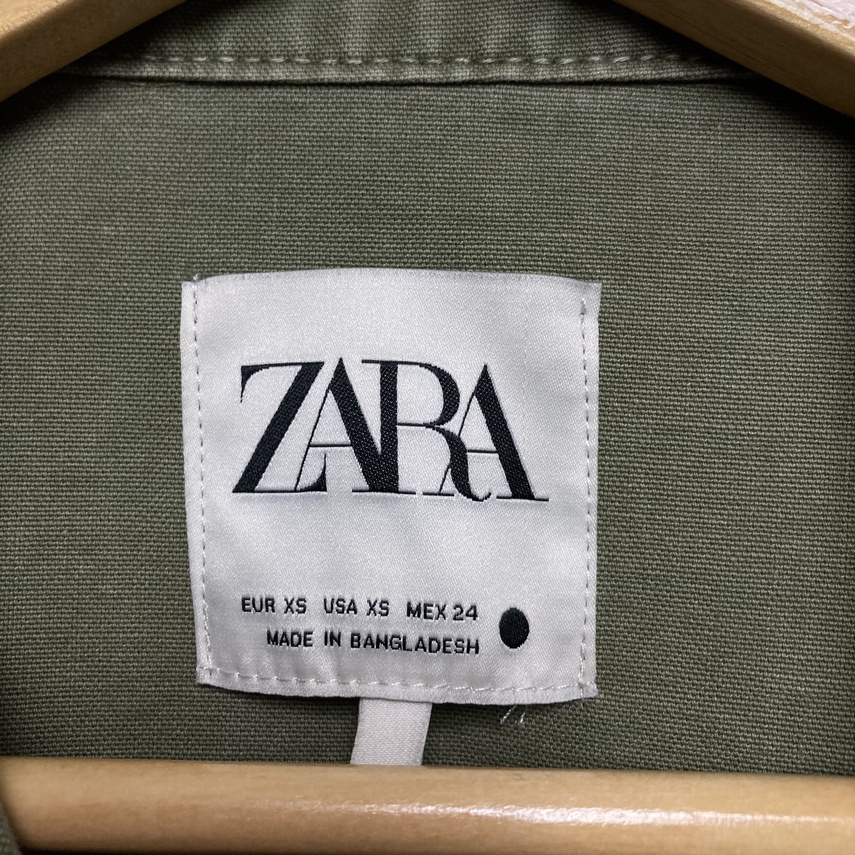 ZARA
EUR XS USA XS MEX 24
MADE IN BANGLADESH